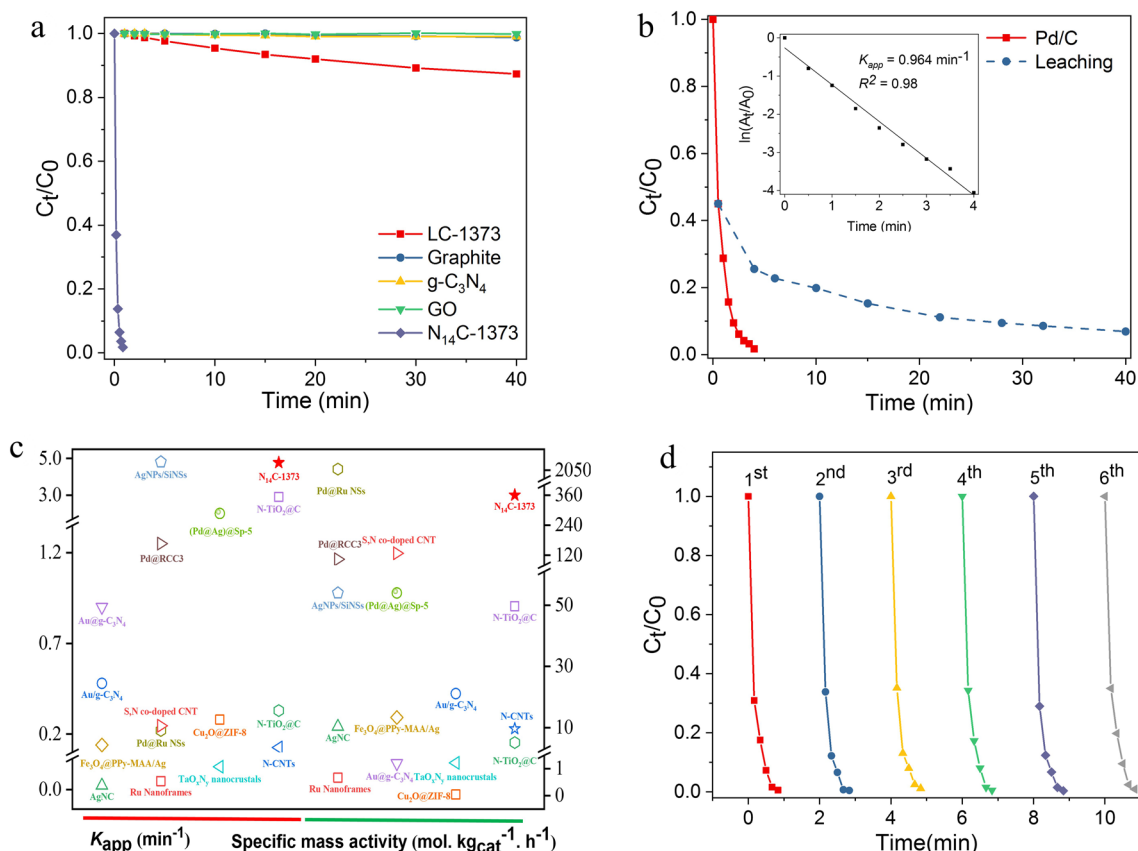 a
1.0
0.8
0.6
0.4
0.2
0.0
Ct/C0
0
10
20
30
40
Time (min)
LC-1373
Graphite
g-C3N4
GO
N14C-1373
b
1.0
0.8
0.6
0.4
0.2
0.0
Ct/C0
0
10
20
30
40
Time (min)
Pd/C
Leaching
0
-1
-2
-3
-4
ln(At/A0)
0
1
2
3
4
Time (min)
Kapp = 0.964 min-1
R2 = 0.98
c
5.0
3.0
1.2
0.7
0.2
0.0
2050
360
240
120
50
30
10
1
0
AgNPs/SiNSs
N14C-1373
Pd@Ru NSs
N-TiO2@C
N14C-1373
(Pd@Ag)@Sp-5
Pd@RCC3
Pd@RCC3
S,N co-doped CNT
AgNPs/SiNSs
(Pd@Ag)@Sp-5
Au@g-C3N4
N-TiO2@C
Au/g-C3N4
Au/g-C3N4
S,N co-doped CNT
Pd@Ru NSs
Cu2O@ZIF-8
N-TiO2@C
AgNC
Fe3O4@PPy-MAA/Ag
N-CNTs
Fe3O4@PPy-MAA/Ag
N-CNTs
N-TiO2@C
TaOxNy nanocrustals
Au@g-C3N4
TaOxNy nanocrustals
AgNC
Ru Nanoframes
Ru Nanoframes
Cu2O@ZIF-8
Kapp (min-1)
Specific mass activity (mol. kgcat-1. h-1)
d
1st
2nd
3rd
4th
5th
6th
1.0
0.8
0.6
0.4
0.2
0.0
Ct/C0
0
2
4
6
8
10
Time(min)